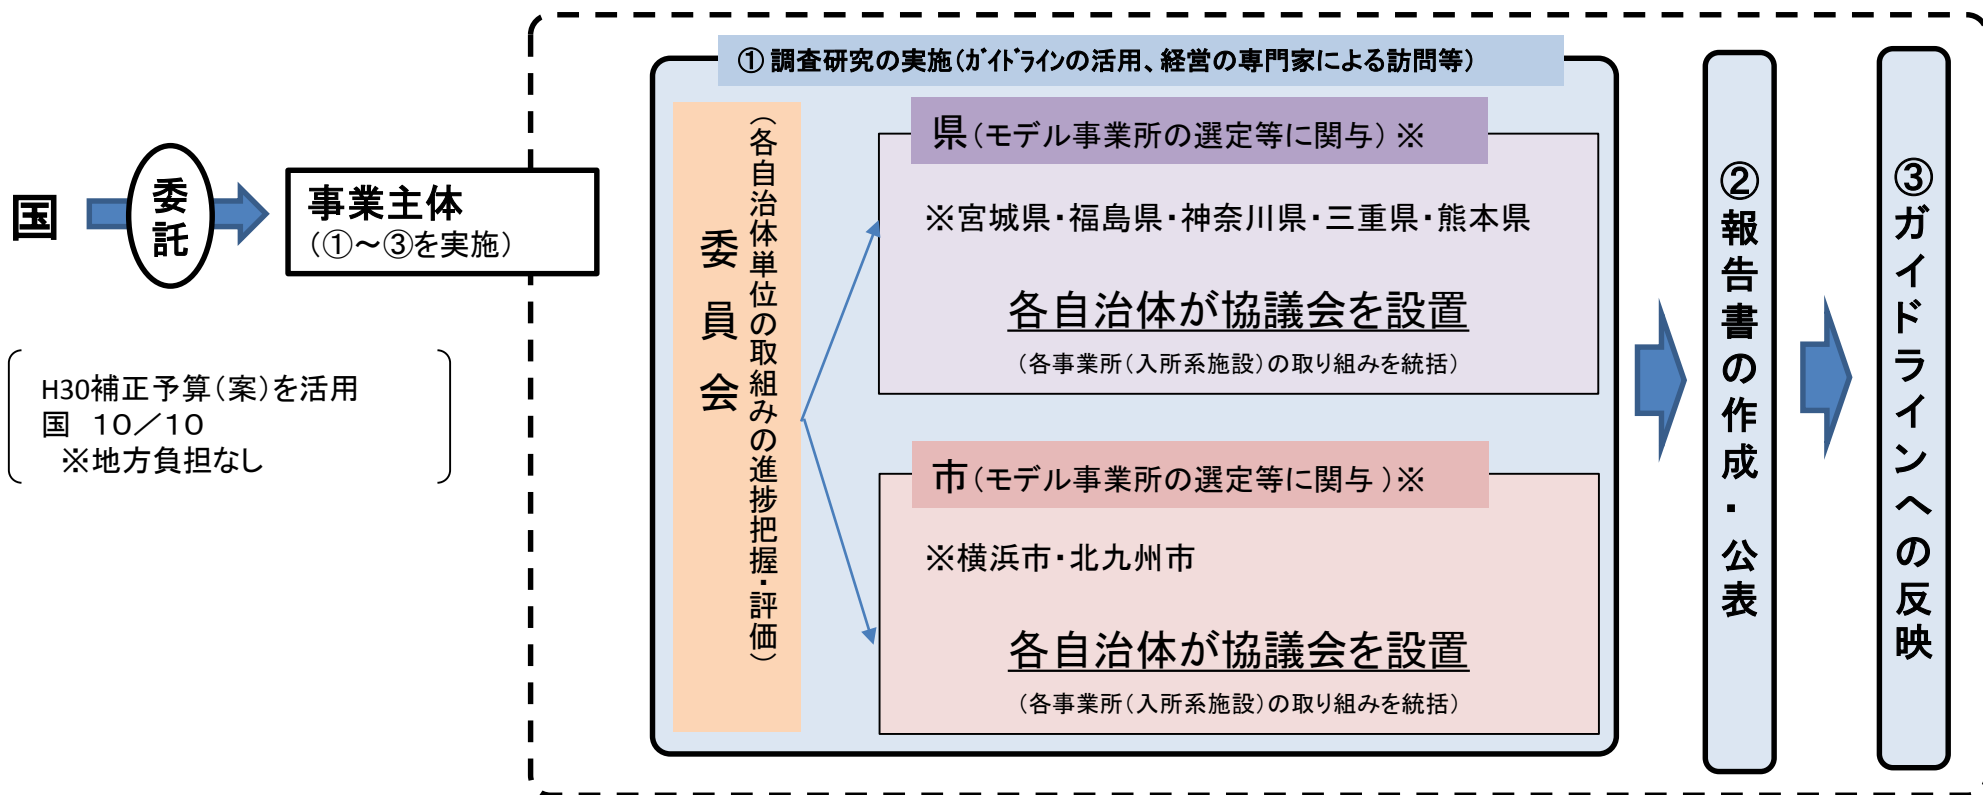 国
委託
事業主体
（①～③を実施）
H30補正予算（案）を活用
国　10／10
※地方負担なし
①調査研究の実施（ｶﾞｲﾄﾞﾗｲﾝの活用、経営の専門家による訪問等）
委員会
（各自治体単位の取組みの進捗把握・評価）
県（モデル事業所の選定等に関与）※
※宮城県・福島県・神奈川県・三重県・熊本県
各自治体が協議会を設置
（各事業所（入所系施設）の取り組みを統括）
市（モデル事業所の選定等に関与）※
※横浜市・北九州市
各自治体が協議会を設置
（各事業所（入所系施設）の取り組みを統括）
②報告書の作成・公表
③ガイドラインへの反映